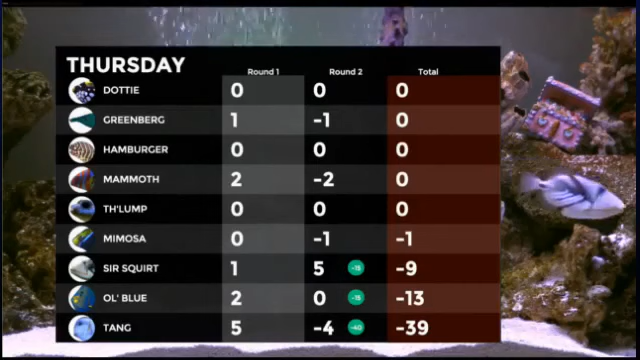 THURSDAY
Round 1 Round 2 Total
DOTTIE 0 0 0
GREENBERG 1 -1 0
HAMBURGER 0 0 0
MAMMOTH 2 -2 0
TH'LUMP 0 0 0
MIMOSA 0 -1 -1
SIR SQUIRT 1 5 -15 -9
OL' BLUE 2 0 -15 -13
TANG 5 -4 -40 -39